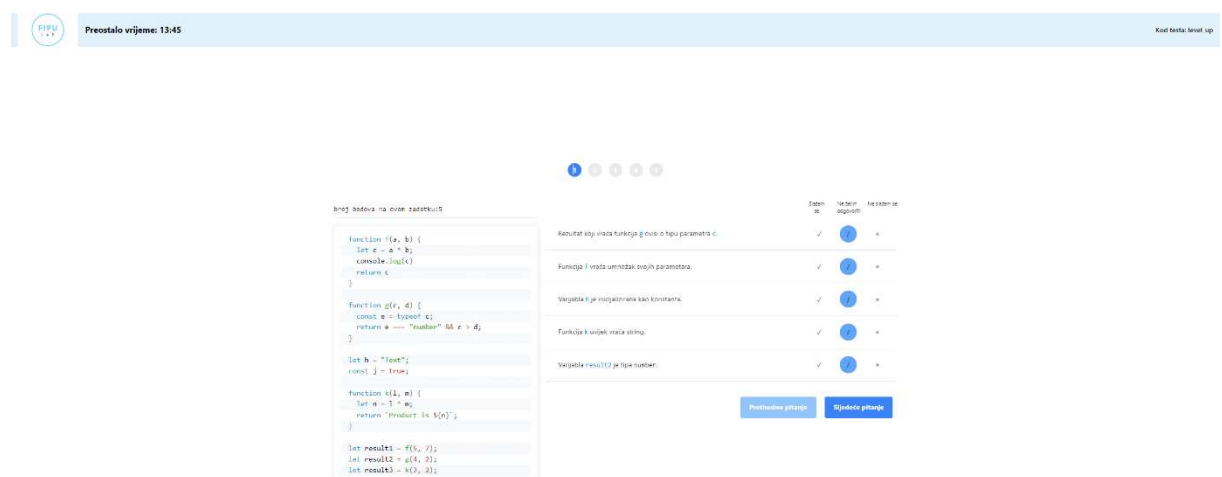 FIPU
LAB
Preostalo vrijeme: 13:45
Kod testa: level_up
1
broj bodova na ovom zadatku:5
Slažem se
Ne želim odgovoriti
Ne slažem se
function f(a, b) {
let c = a * b;
console.log(c)
return c
}
function g(c, d) {
const e = typeof c;
return e === "number" && c > d;
}
let h = "Text";
const j = true;
function k(l, m) {
let n = l * m;
return `Product is ${n}`;
}
let result1 = f(5, 7);
let result2 = g(4, 2);
let result3 = k(3, 2);
Rezultat koji vraća funkcija g ovisi o tipu parametra c.
Funkcija f vraća umnožak svojih parametara.
Varijabla h je inicijalizirana kao konstanta.
Funkcija k uvijek vraća string.
Varijabla result2 je tipa number.
Prethodno pitanje
Sljedeće pitanje